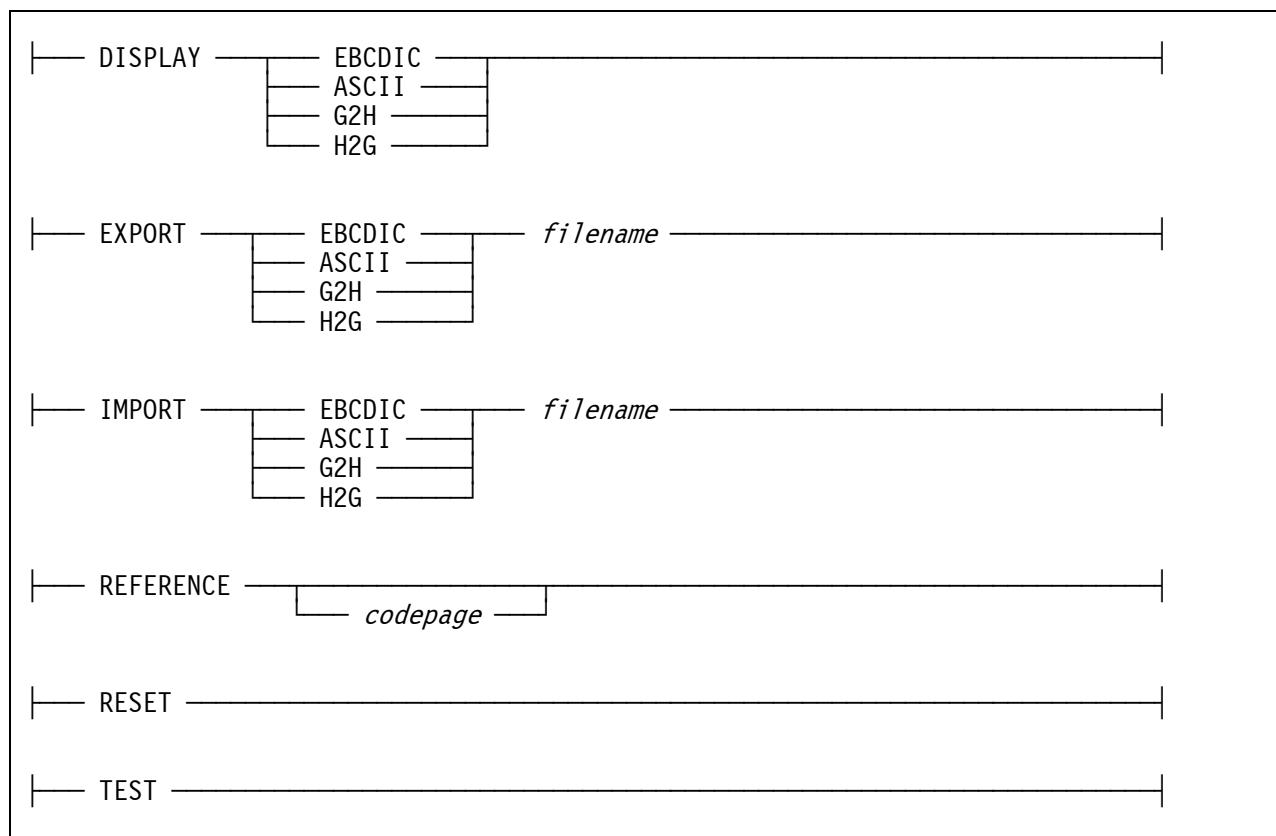 DISPLAY EBCDIC
ASCII
G2H
H2G
EXPORT EBCDIC filename
ASCII
G2H
H2G
IMPORT EBCDIC filename
ASCII
G2H
H2G
REFERENCE
codepage
RESET
TEST